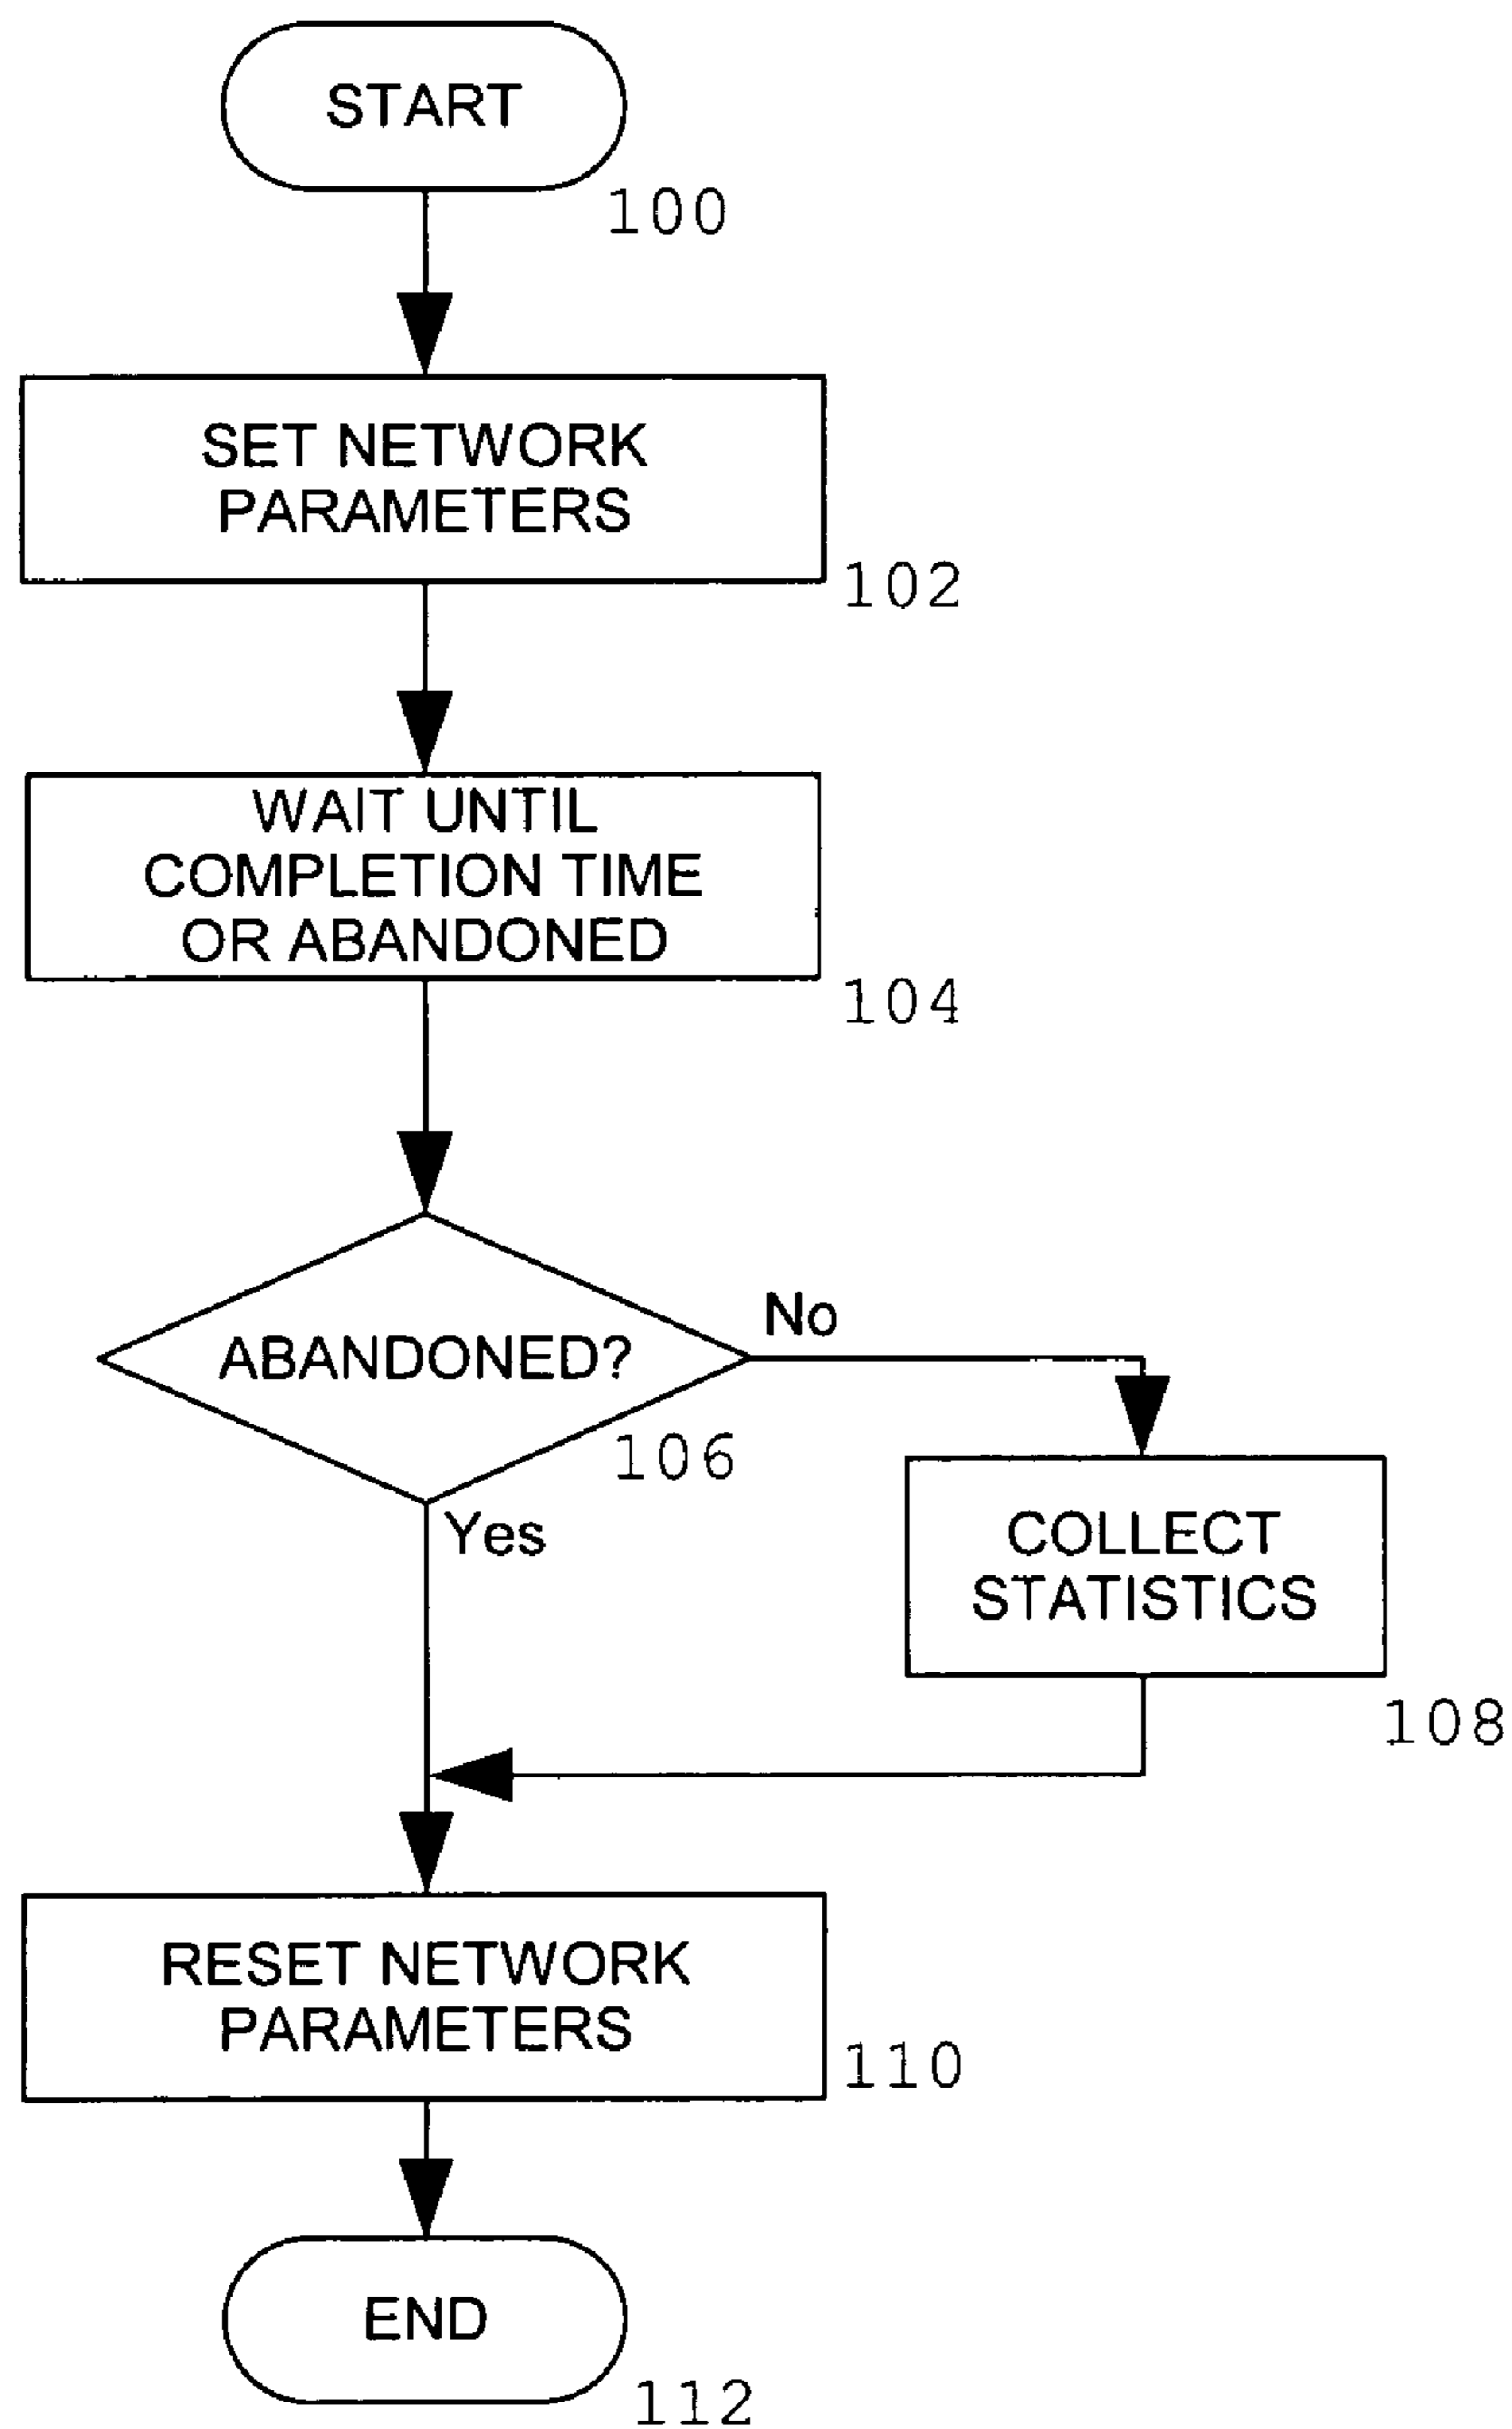 START
100
SET NETWORK
PARAMETERS
102
WAIT UNTIL
COMPLETION TIME
OR ABANDONED
104
ABANDONED?
No
106
Yes
COLLECT
STATISTICS
108
RESET NETWORK
PARAMETERS
110
END
112